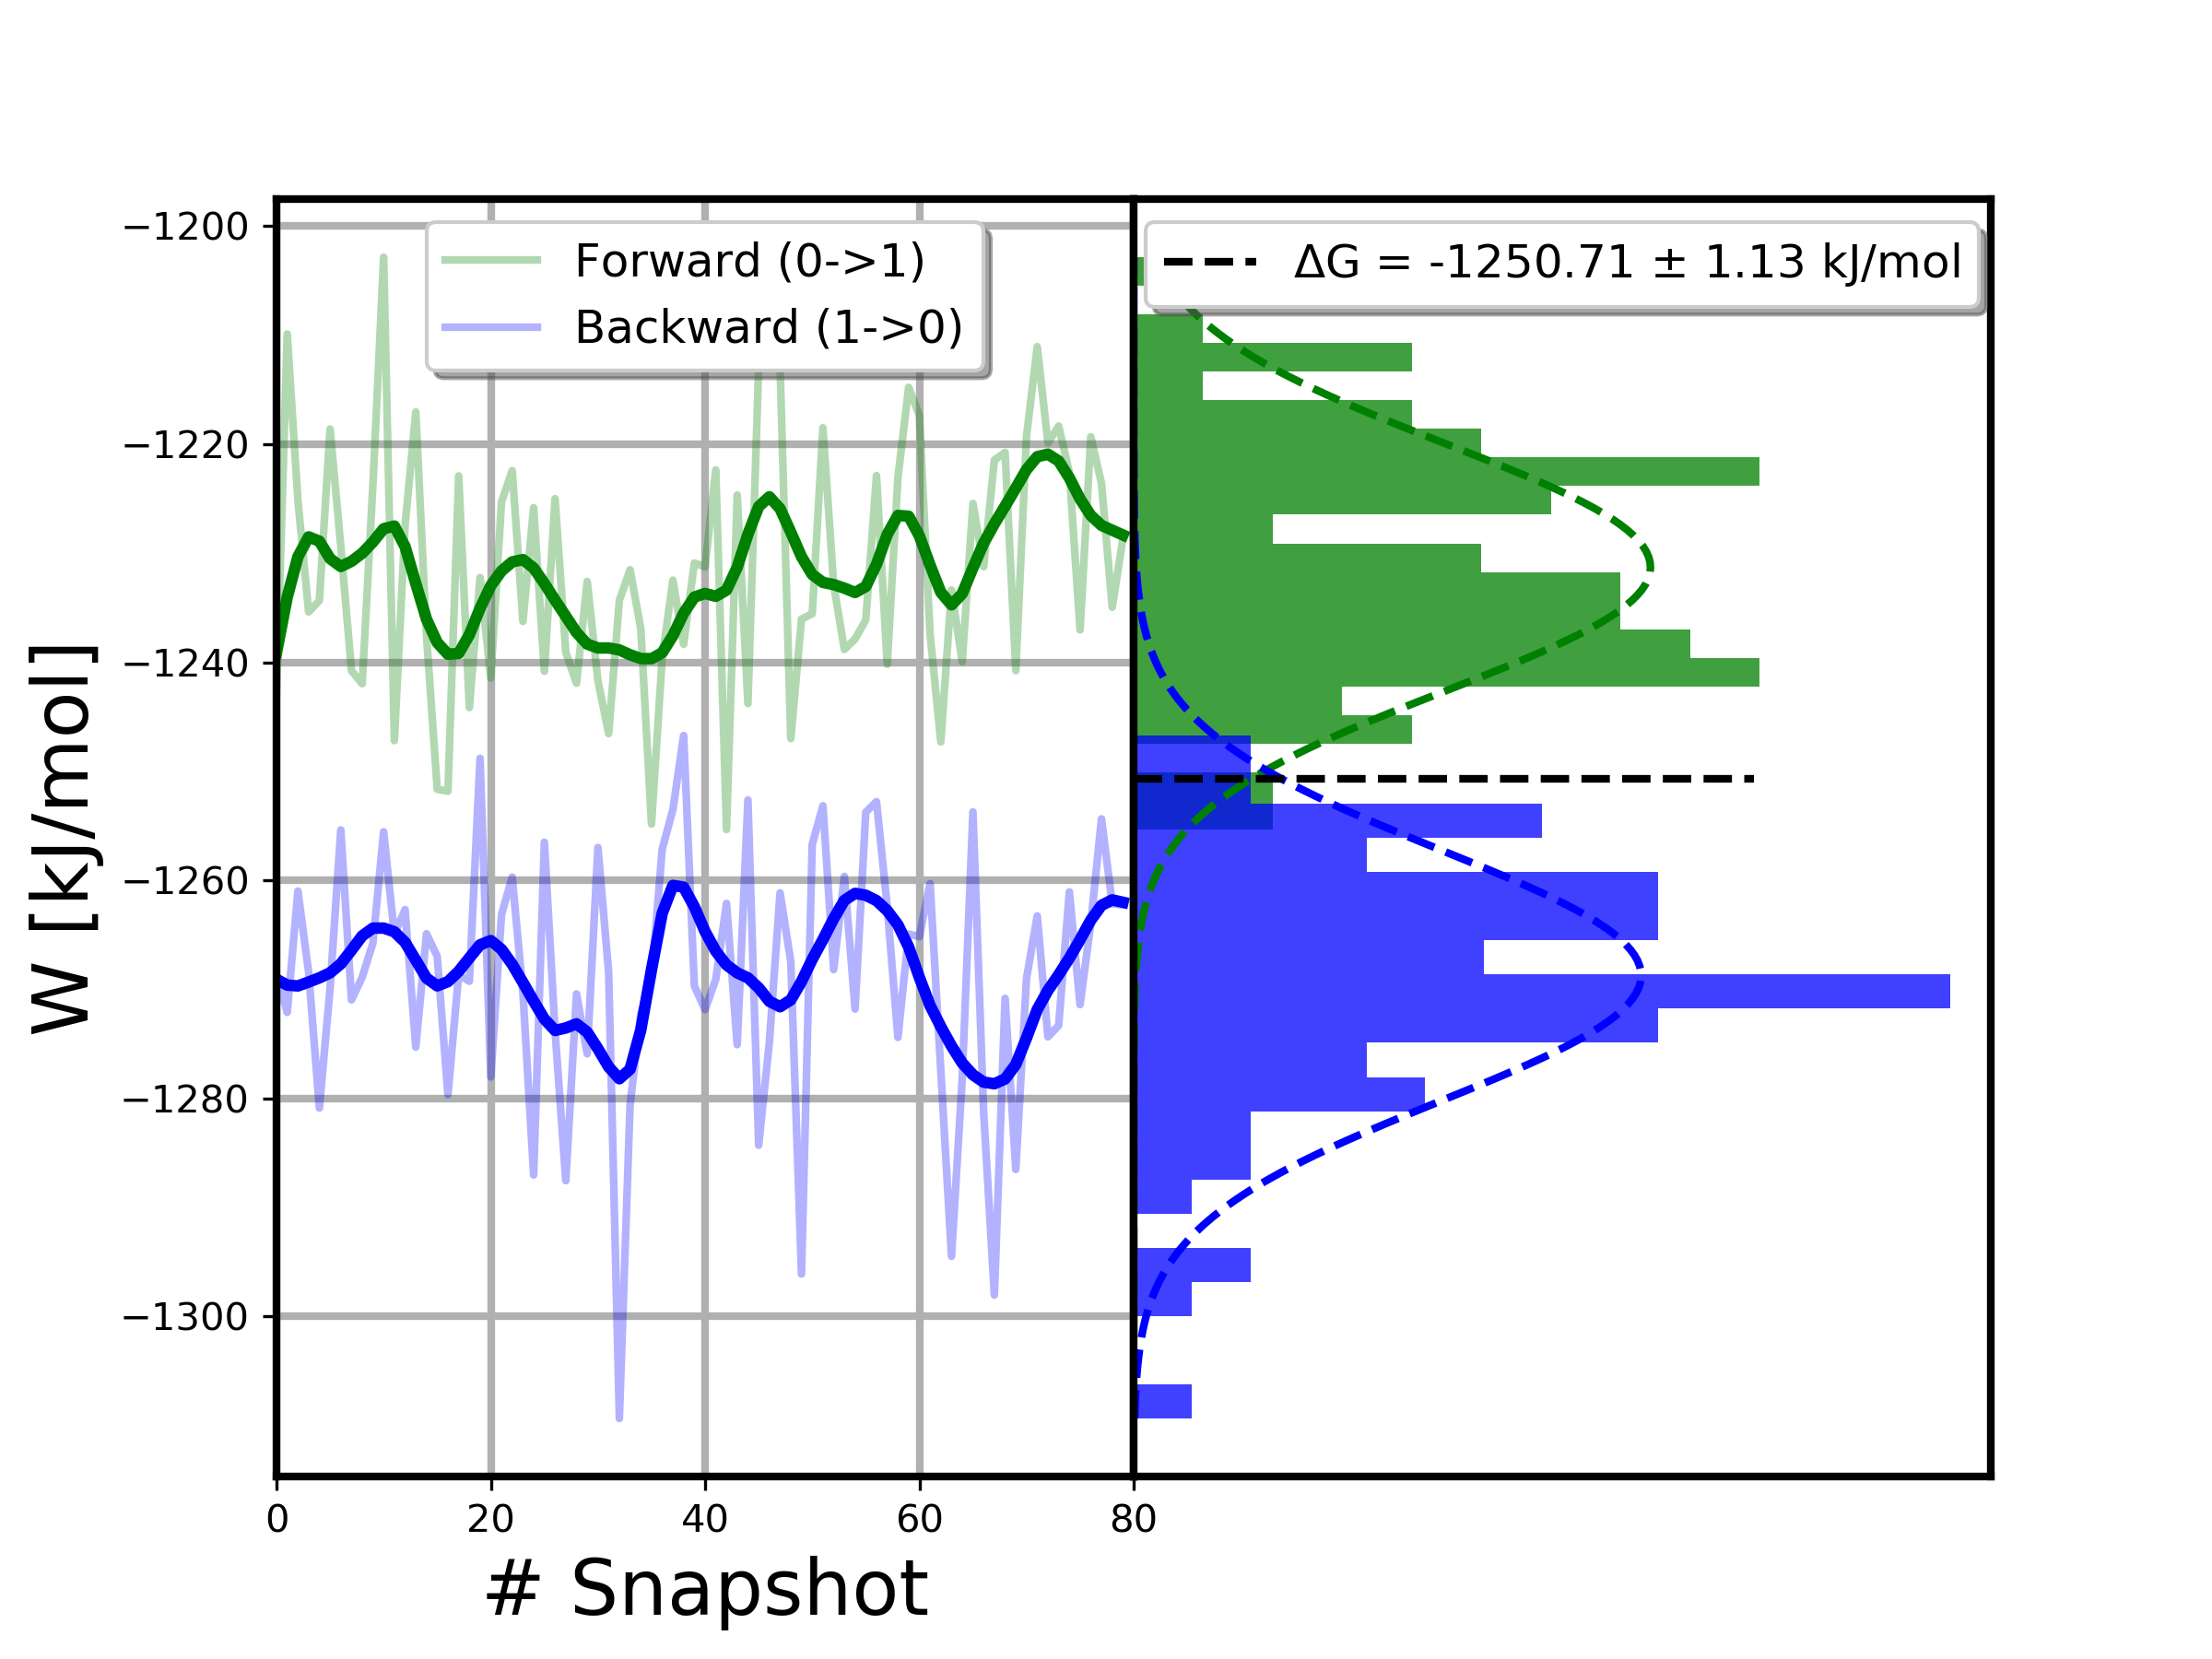 −1200
−1220
−1240
−1260
−1280
−1300
W [kJ/mol]
Forward (0->1)
Backward (1->0)
ΔG = -1250.71 ± 1.13 kJ/mol
0 20 40 60 80
# Snapshot